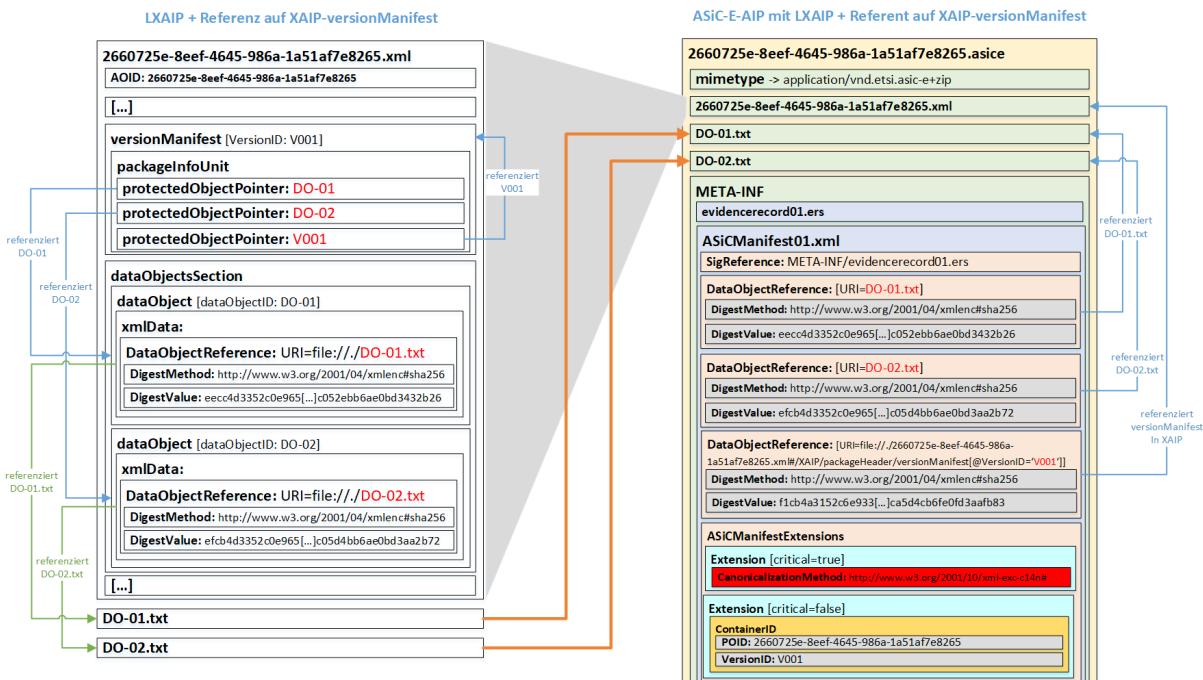 LXAIP + Referenz auf XAIP-versionManifest
2660725e-8eef-4645-986a-1a51af7e8265.xml
AOID: 2660725e-8eef-4645-986a-1a51af7e8265
[...]
versionManifest [VersionID: V001]
packageInfoUnit
protectedObjectPointer: DO-01
protectedObjectPointer: DO-02
protectedObjectPointer: V001
referenziert
V001
referenziert
DO-01
referenziert
DO-02
dataObjectsSection
dataObject [dataObjectID: DO-01]
xmlData:
DataObjectReference: URI=file://./DO-01.txt
DigestMethod: http://www.w3.org/2001/04/xmlenc#sha256
DigestValue: eecc4d3352c0e965[...]c052ebb6ae0bd3432b26
dataObject [dataObjectID: DO-02]
xmlData:
DataObjectReference: URI=file://./DO-02.txt
DigestMethod: http://www.w3.org/2001/04/xmlenc#sha256
DigestValue: efcb4d3352c0e965[...]c05d4bb6ae0bd3aa2b72
referenziert
DO-01.txt
referenziert
DO-02.txt
[...]
DO-01.txt
DO-02.txt
ASiC-E-AIP mit LXAIP + Referent auf XAIP-versionManifest
2660725e-8eef-4645-986a-1a51af7e8265.asice
mimetype -> application/vnd.etsi.asic-e+zip
2660725e-8eef-4645-986a-1a51af7e8265.xml
DO-01.txt
DO-02.txt
META-INF
evidencerecord01.ers
ASiCManifest01.xml
SigReference: META-INF/evidencerecord01.ers
DataObjectReference: [URI=DO-01.txt]
DigestMethod: http://www.w3.org/2001/04/xmlenc#sha256
DigestValue: eecc4d3352c0e965[...]c052ebb6ae0bd3432b26
DataObjectReference: [URI=DO-02.txt]
DigestMethod: http://www.w3.org/2001/04/xmlenc#sha256
DigestValue: efcb4d3352c0e965[...]c05d4bb6ae0bd3aa2b72
DataObjectReference: [URI=file://./2660725e-8eef-4645-986a-
1a51af7e8265.xml#/XAIP/packageHeader/versionManifest[@VersionID='V001']]
DigestMethod: http://www.w3.org/2001/04/xmlenc#sha256
DigestValue: f1cb4a3152c6e933[...]ca5d4cb6fe0fd3aafb83
ASiCManifestExtensions
Extension [critical=true]
CanonicalizationMethod: http://www.w3.org/2001/10/xml-exc-c14n#
Extension [critical=false]
ContainerID
POID: 2660725e-8eef-4645-986a-1a51af7e8265
VersionID: V001
referenziert
DO-01.txt
referenziert
DO-02.txt
referenziert
versionManifest
In XAIP